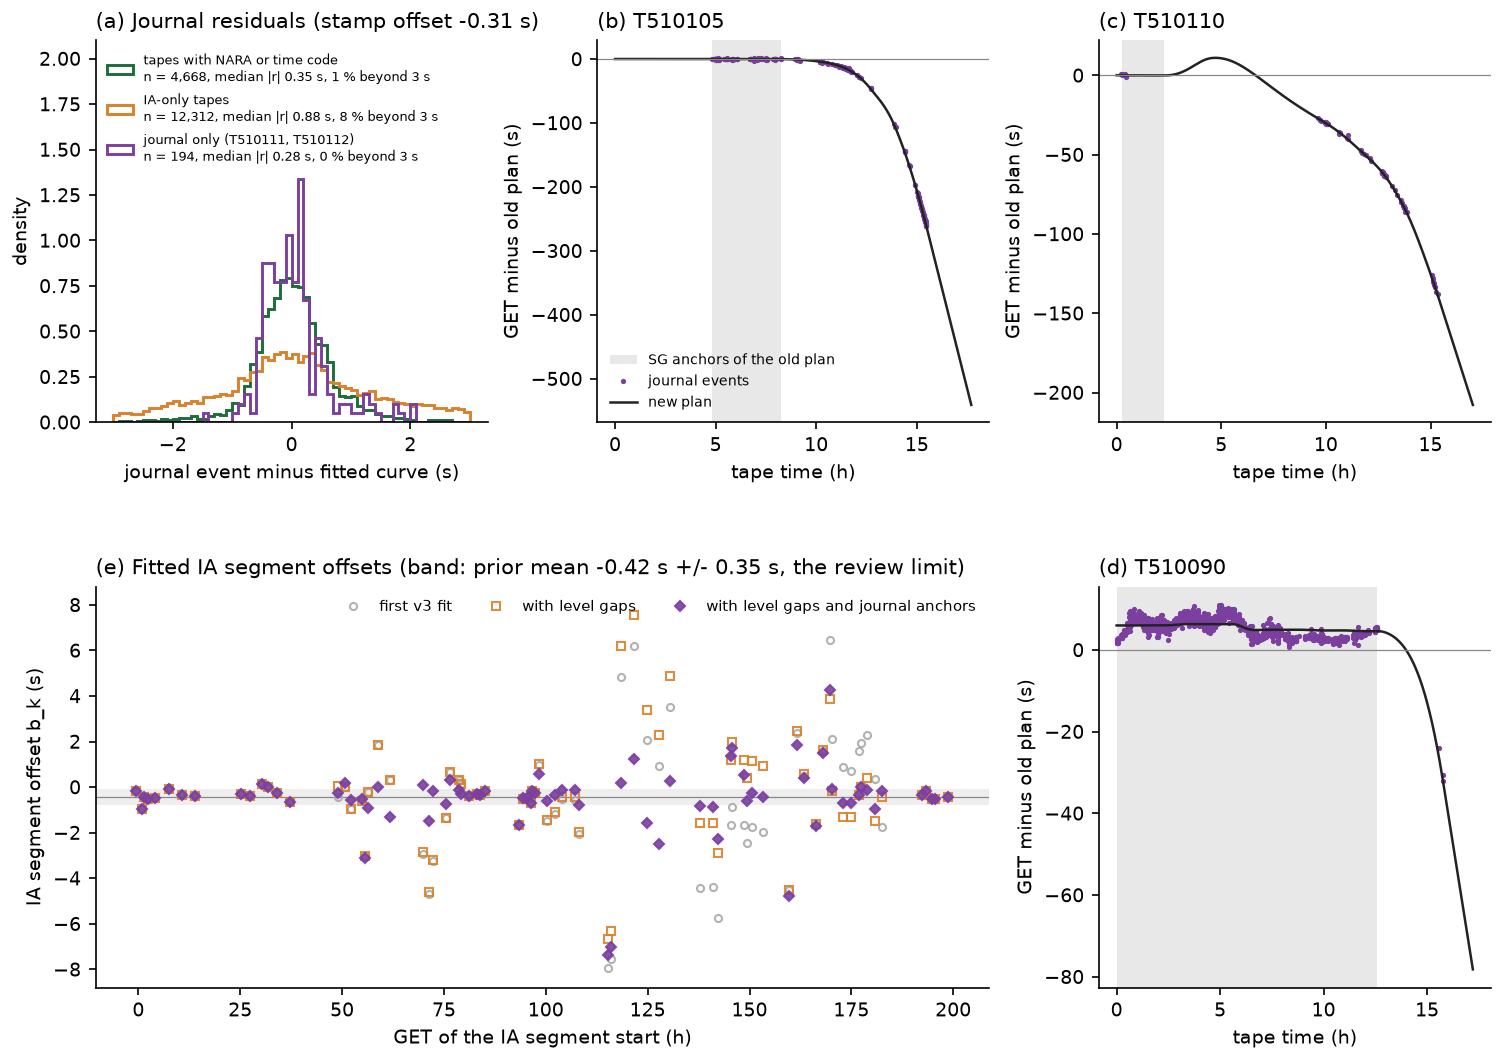 (a) Journal residuals (stamp offset -0.31 s)
2.00
1.75
1.50
1.25
1.00
0.75
0.50
0.25
0.00
density
tapes with NARA or time code
n = 4,668, median |r| 0.35 s, 1 % beyond 3 s
IA-only tapes
n = 12,312, median |r| 0.88 s, 8 % beyond 3 s
journal only (T510111, T510112)
n = 194, median |r| 0.28 s, 0 % beyond 3 s
−2
0
2
journal event minus fitted curve (s)
(b) T510105
0
−100
−200
−300
−400
−500
GET minus old plan (s)
SG anchors of the old plan
journal events
new plan
0
5
10
15
tape time (h)
(c) T510110
0
−50
−100
−150
−200
GET minus old plan (s)
0
5
10
15
tape time (h)
(e) Fitted IA segment offsets (band: prior mean -0.42 s +/- 0.35 s, the review limit)
8
6
4
2
0
−2
−4
−6
−8
IA segment offset b_k (s)
first v3 fit
with level gaps
with level gaps and journal anchors
0
25
50
75
100
125
150
175
200
GET of the IA segment start (h)
(d) T510090
0
−20
−40
−60
−80
GET minus old plan (s)
0
5
10
15
tape time (h)